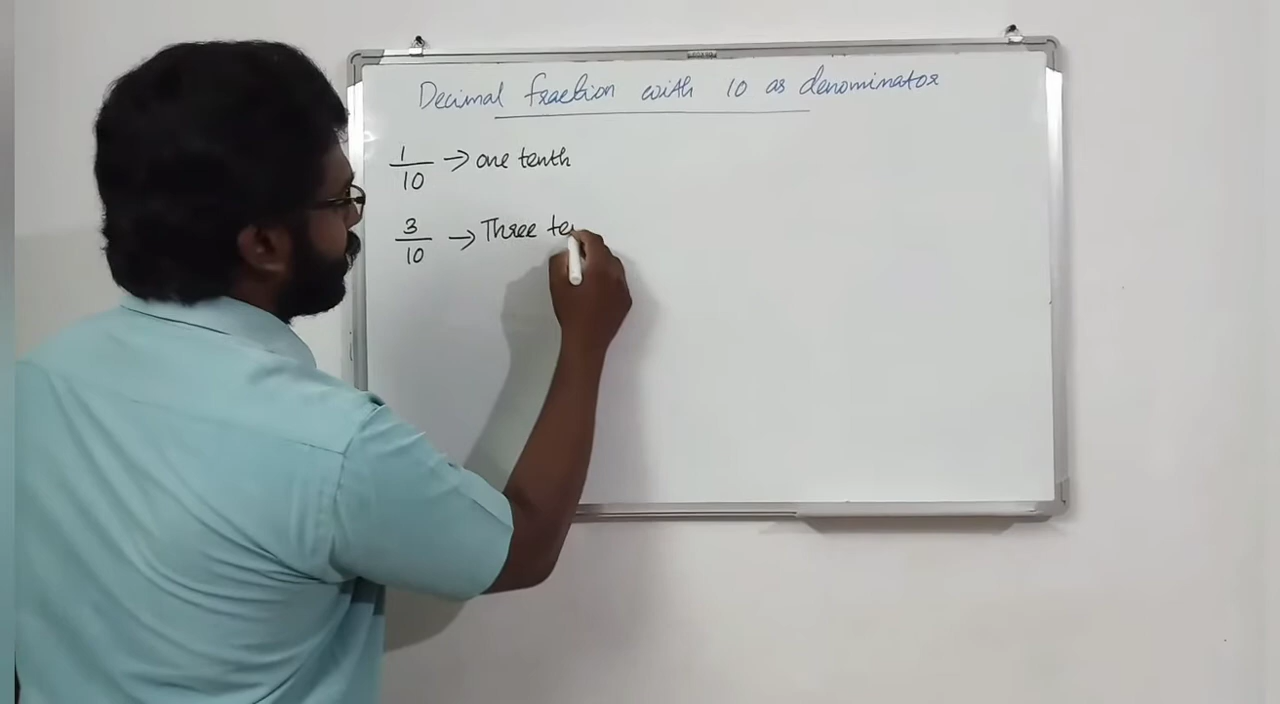 Decimal fraction with 10 as denominator
1/10 → one tenth
3/10 → Three te